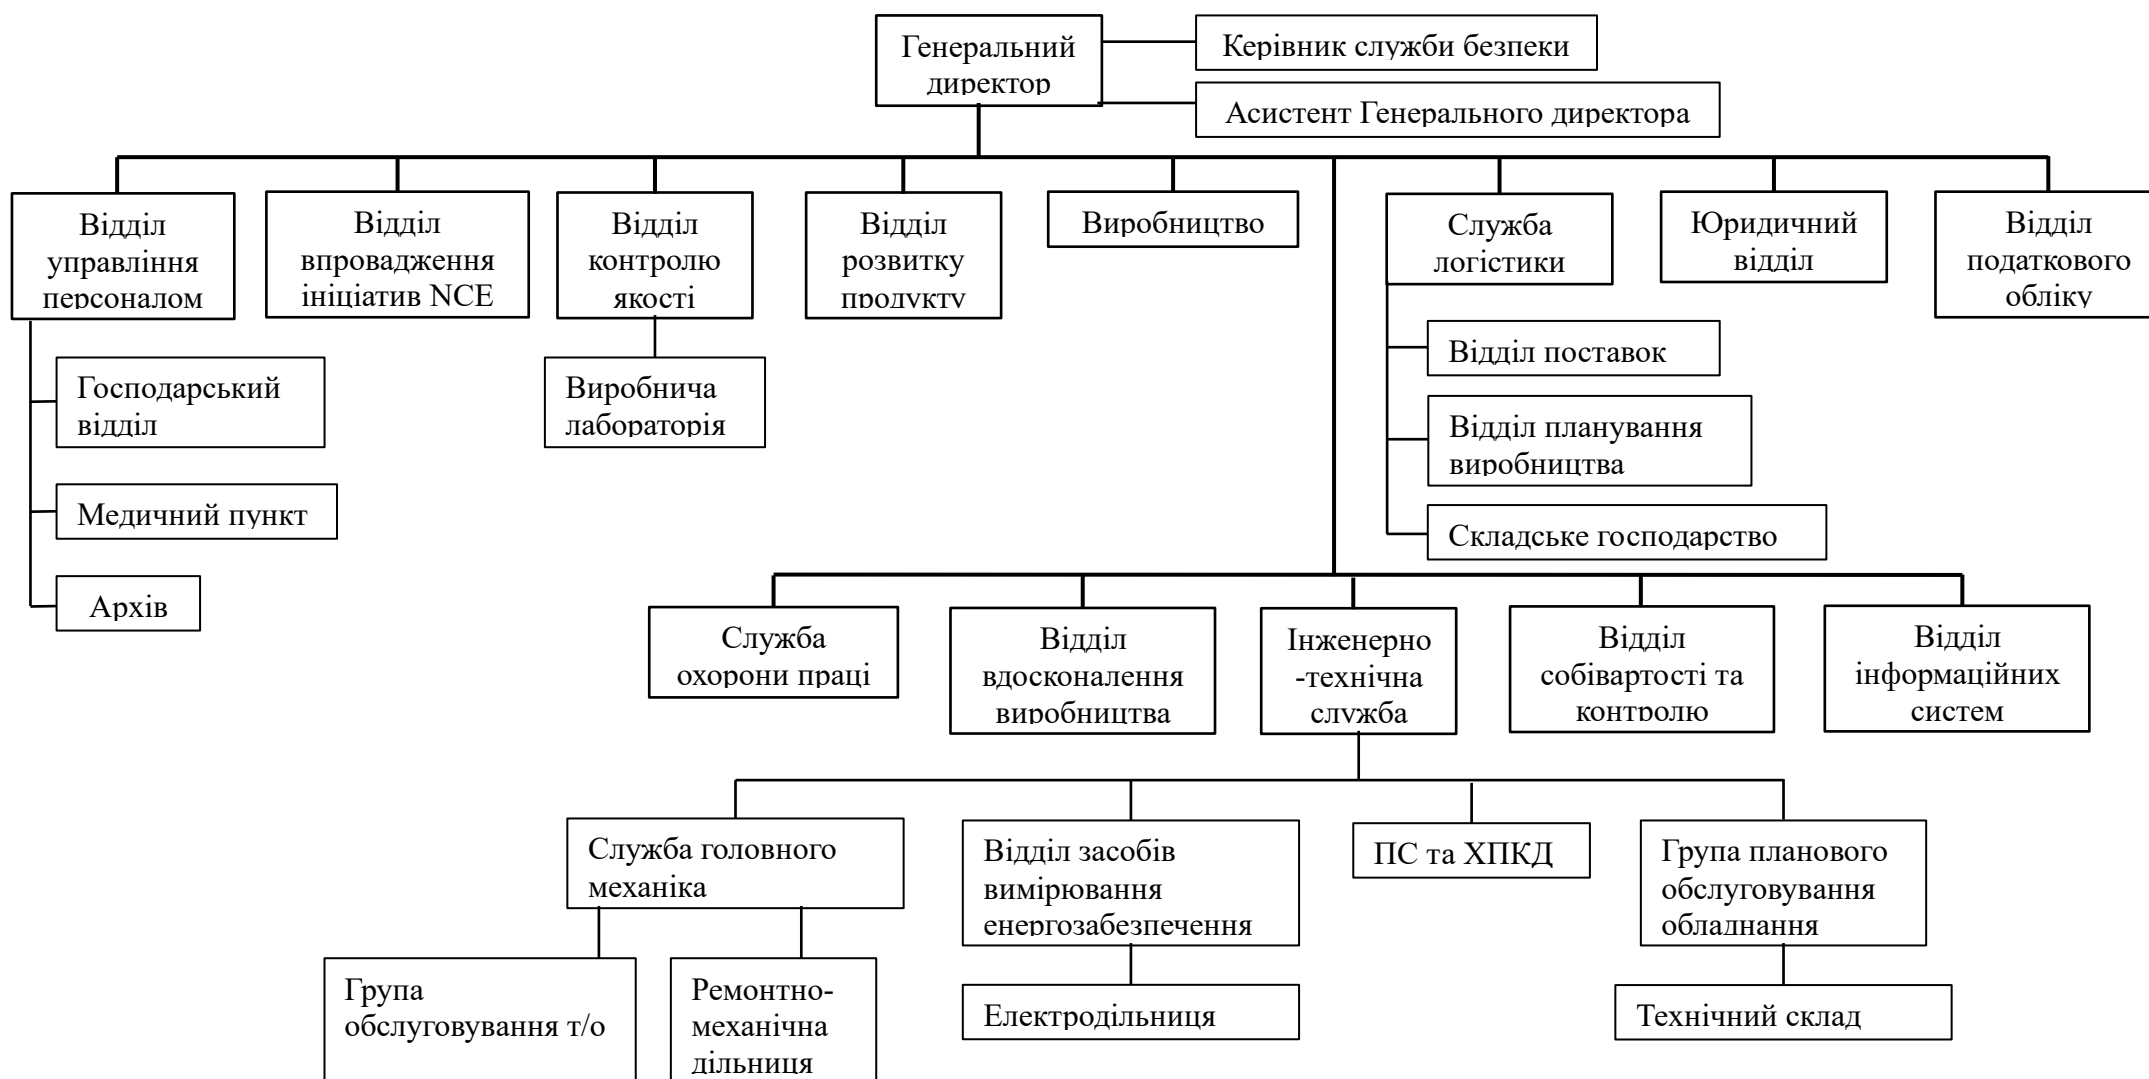 Генеральний
директор
Керівник служби безпеки
Асистент Генерального директора
Відділ
управління
персоналом
Відділ
впровадження
ініціатив NCE
Відділ
контролю
якості
Відділ
розвитку
продукту
Виробництво
Служба
логістики
Юридичний
відділ
Відділ
податкового
обліку
Господарський
відділ
Медичний пункт
Архів
Виробнича
лабораторія
Відділ поставок
Відділ планування
виробництва
Складське господарство
Служба
охорони праці
Відділ
вдосконалення
виробництва
Інженерно
-технічна
служба
Відділ
собівартості та
контролю
Відділ
інформаційних
систем
Служба головного
механіка
Відділ засобів
вимірювання
енергозабезпечення
ПС та ХПКД
Група планового
обслуговування
обладнання
Група
обслуговування т/о
Ремонтно-
механічна
дільниця
Електродільниця
Технічний склад